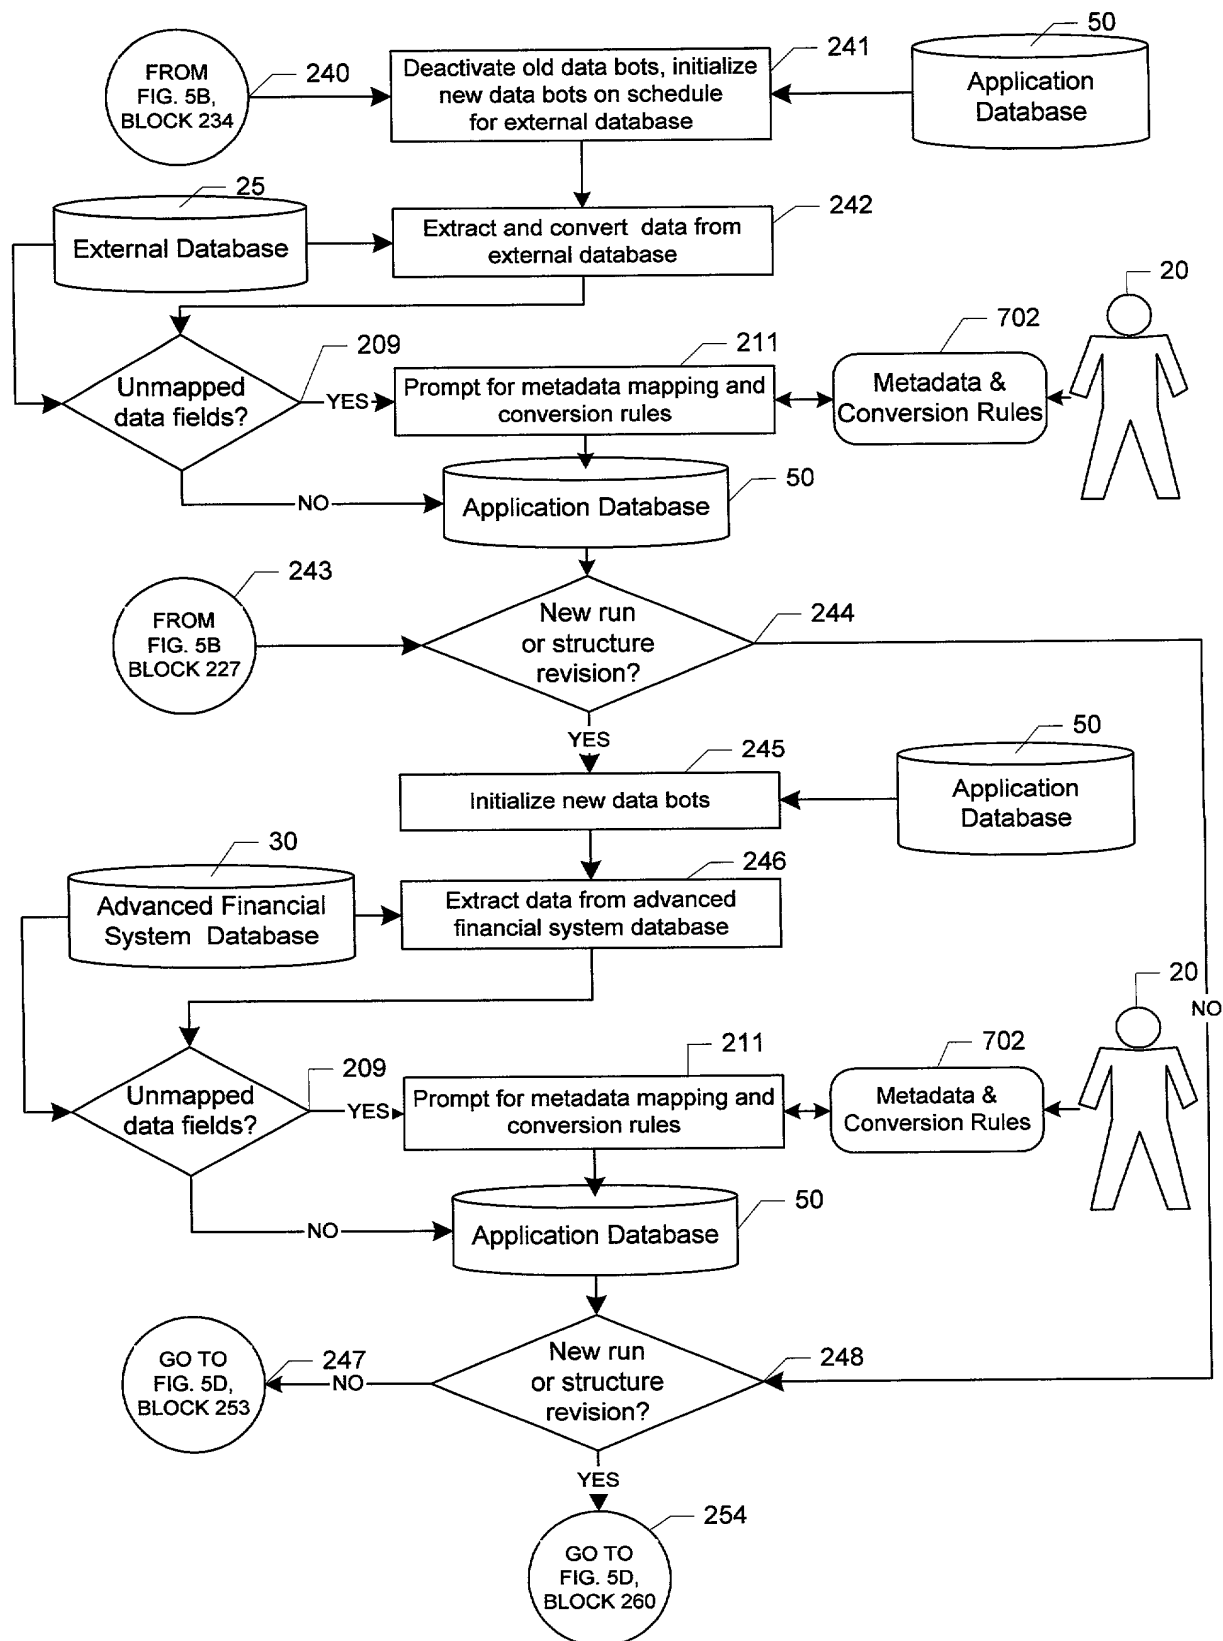 50
241
FROM
FIG. 5B,
BLOCK 234
240
Deactivate old data bots, initialize
new data bots on schedule
for external database
Application
Database
25
242
External Database
Extract and convert data from
external database
20
702
209
211
Unmapped
data fields?
YES
Prompt for metadata mapping and
conversion rules
Metadata &
Conversion Rules
50
NO
Application Database
243
FROM
FIG. 5B
BLOCK 227
New run
or structure
revision?
244
YES
50
245
Initialize new data bots
Application
Database
30
246
Advanced Financial
System Database
Extract data from advanced
financial system database
20
NO
702
211
209
Unmapped
data fields?
YES
Prompt for metadata mapping and
conversion rules
Metadata &
Conversion Rules
50
NO
Application Database
GO TO
FIG. 5D,
BLOCK 253
247
NO
New run
or structure
revision?
248
YES
254
GO TO
FIG. 5D,
BLOCK 260